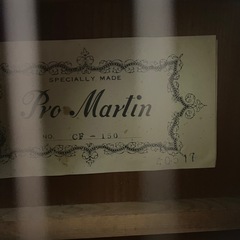 SPECIALLY MADE
Pro Martin
NO. CF-150